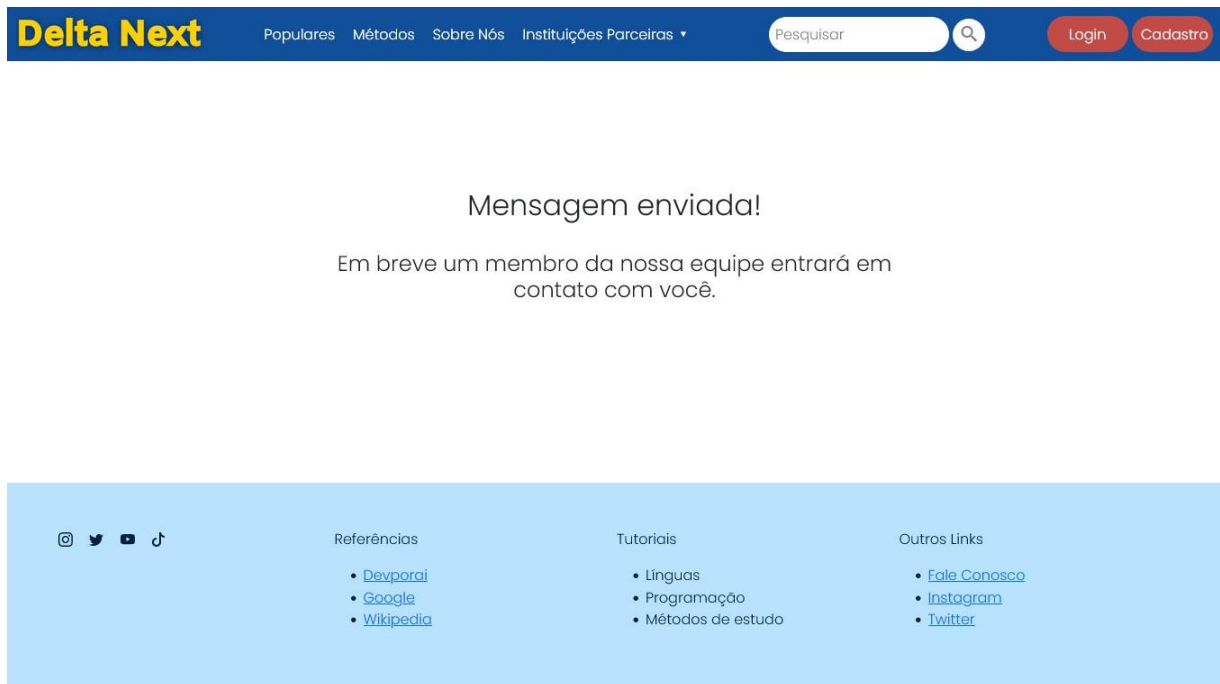 Delta Next
Populares Métodos Sobre Nós Instituições Parceiras ▾
Pesquisar
Login Cadastro
Mensagem enviada!
Em breve um membro da nossa equipe entrará em
contato com você.
Referências
• Devporai
• Google
• Wikipedia
Tutoriais
• Línguas
• Programação
• Métodos de estudo
Outros Links
• Fale Conosco
• Instagram
• Twitter